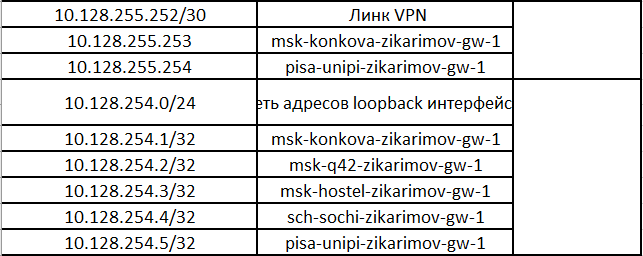 10.128.255.252/30 Линк VPN
10.128.255.253 msk-konkova-zikarimov-gw-1
10.128.255.254 pisa-unipi-zikarimov-gw-1
10.128.254.0/24 еть адресов loopback интерфейс
10.128.254.1/32 msk-konkova-zikarimov-gw-1
10.128.254.2/32 msk-q42-zikarimov-gw-1
10.128.254.3/32 msk-hostel-zikarimov-gw-1
10.128.254.4/32 sch-sochi-zikarimov-gw-1
10.128.254.5/32 pisa-unipi-zikarimov-gw-1